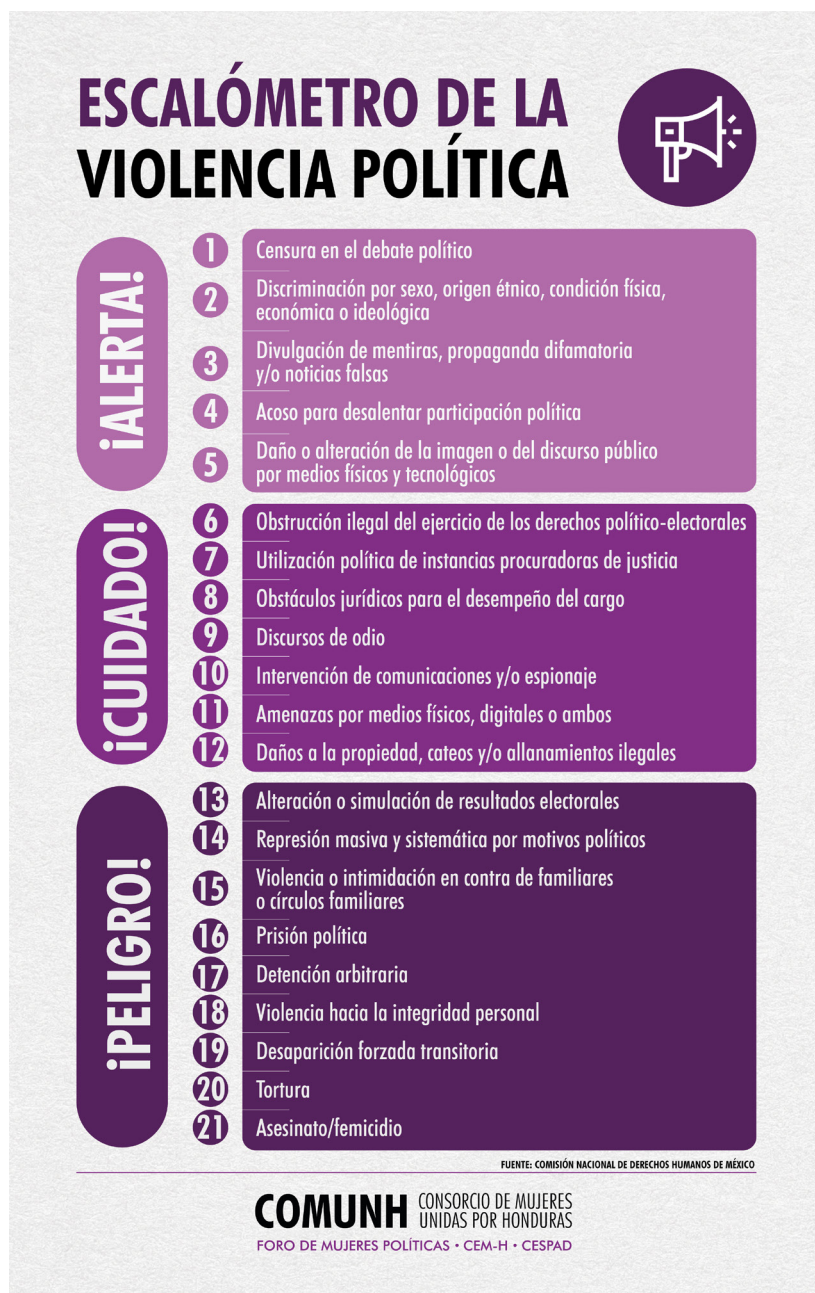 ESCALÓMETRO DE LA
VIOLENCIA POLÍTICA
¡ALERTA!
1 Censura en el debate político
2 Discriminación por sexo, origen étnico, condición física,
económica o ideológica
3 Divulgación de mentiras, propaganda difamatoria
y/o noticias falsas
4 Acoso para desalentar participación política
5 Daño o alteración de la imagen o del discurso público
por medios físicos y tecnológicos
¡CUIDADO!
6 Obstrucción ilegal del ejercicio de los derechos político-electorales
7 Utilización política de instancias procuradoras de justicia
8 Obstáculos jurídicos para el desempeño del cargo
9 Discursos de odio
10 Intervención de comunicaciones y/o espionaje
11 Amenazas por medios físicos, digitales o ambos
12 Daños a la propiedad, cateos y/o allanamientos ilegales
¡PELIGRO!
13 Alteración o simulación de resultados electorales
14 Represión masiva y sistemática por motivos políticos
15 Violencia o intimidación en contra de familiares
o círculos familiares
16 Prisión política
17 Detención arbitraria
18 Violencia hacia la integridad personal
19 Desaparición forzada transitoria
20 Tortura
21 Asesinato/femicidio
FUENTE: COMISIÓN NACIONAL DE DERECHOS HUMANOS DE MÉXICO
COMUNH CONSORCIO DE MUJERES
UNIDAS POR HONDURAS
FORO DE MUJERES POLÍTICAS • CEM-H • CESPAD